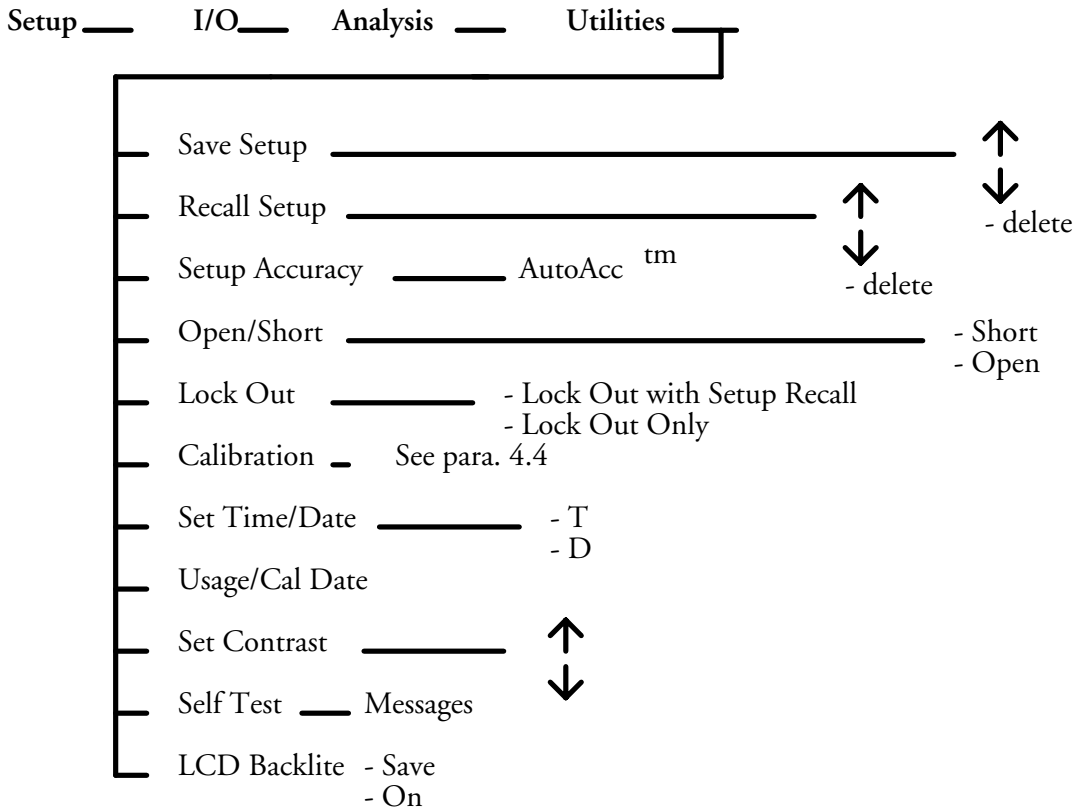 Setup I/O Analysis Utilities
Save Setup
- delete
Recall Setup
- delete
Setup Accuracy AutoAcc tm
Open/Short - Short
- Open
Lock Out - Lock Out with Setup Recall
- Lock Out Only
Calibration See para. 4.4
Set Time/Date - T
- D
Usage/Cal Date
Set Contrast
Self Test Messages
LCD Backlite - Save
- On